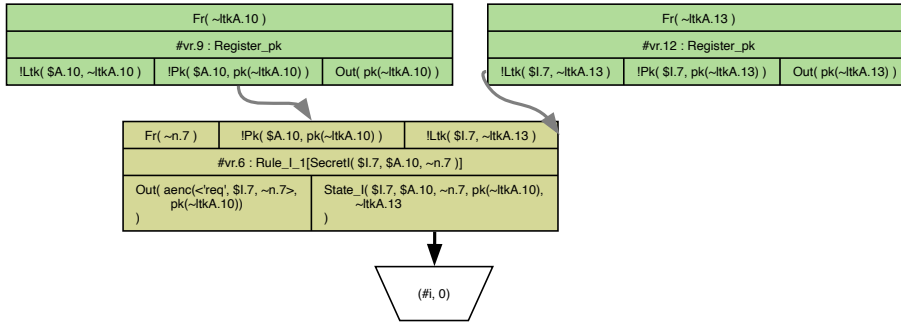 Fr( ~ltkA.10 )
#vr.9 : Register_pk
!Ltk( $A.10, ~ltkA.10 ) !Pk( $A.10, pk(~ltkA.10) ) Out( pk(~ltkA.10) )
Fr( ~ltkA.13 )
#vr.12 : Register_pk
!Ltk( $I.7, ~ltkA.13 ) !Pk( $I.7, pk(~ltkA.13) ) Out( pk(~ltkA.13) )
Fr( ~n.7 ) !Pk( $A.10, pk(~ltkA.10) ) !Ltk( $I.7, ~ltkA.13 )
#vr.6 : Rule_I_1[SecretI( $I.7, $A.10, ~n.7 )]
Out( aenc(<'req', $I.7, ~n.7>,
pk(~ltkA.10))
)
State_I( $I.7, $A.10, ~n.7, pk(~ltkA.10),
~ltkA.13
)
(#i, 0)